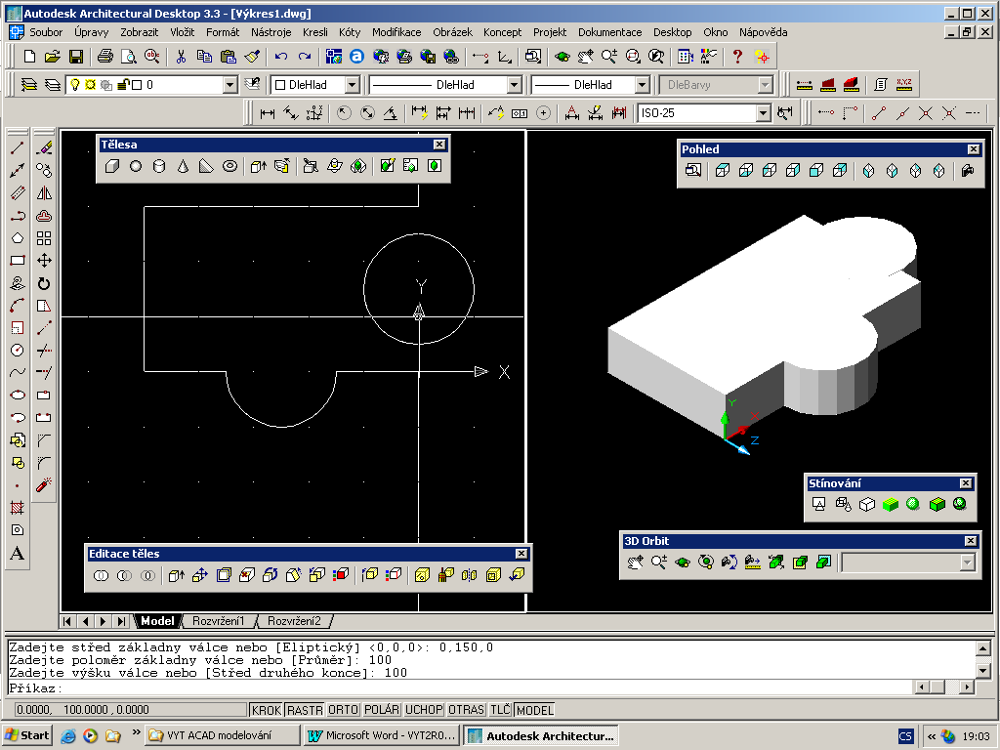 Autodesk Architectural Desktop 3.3 - [Výkres1.dwg]
Soubor Úpravy Zobrazit Vložit Formát Nástroje Kresli Kóty Modifikace Obrázek Koncept Projekt Dokumentace Desktop Okno Nápověda
0 DleHlad DleHlad DleHlad DleBarvy
ISO-25
Tělesa
Pohled
Y
X
Y
Z
Stínování
3D Orbit
Editace těles
Model Rozvržení1 Rozvržení2
Zadejte střed základny válce nebo [Eliptický] <0,0,0>: 0,150,0
Zadejte poloměr základny válce nebo [Průměr]: 100
Zadejte výšku válce nebo [Střed druhého konce]: 100
Příkaz:
0.0000, 100.0000 , 0.0000 KROK RASTR ORTO POLÁR UCHOP OTRAS TLČ MODEL
Start » VYT ACAD modelování Microsoft Word - VYT2R0... Autodesk Architectur... CS « 19:03